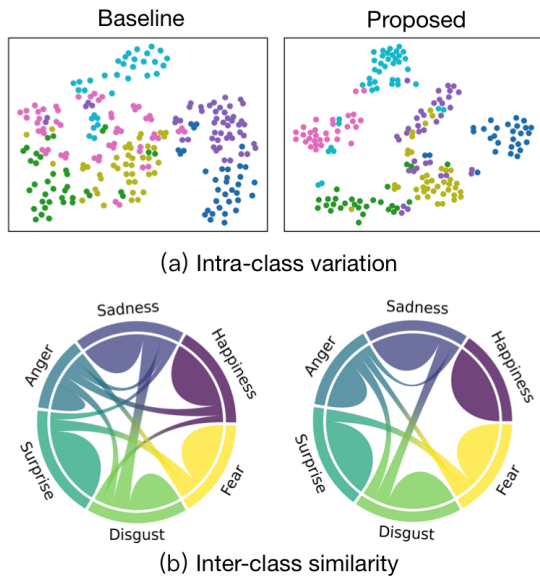 Baseline
Proposed
(a) Intra-class variation
Sadness
Happiness
Anger
Surprise
Fear
Disgust
Sadness
Happiness
Anger
Surprise
Fear
Disgust
(b) Inter-class similarity